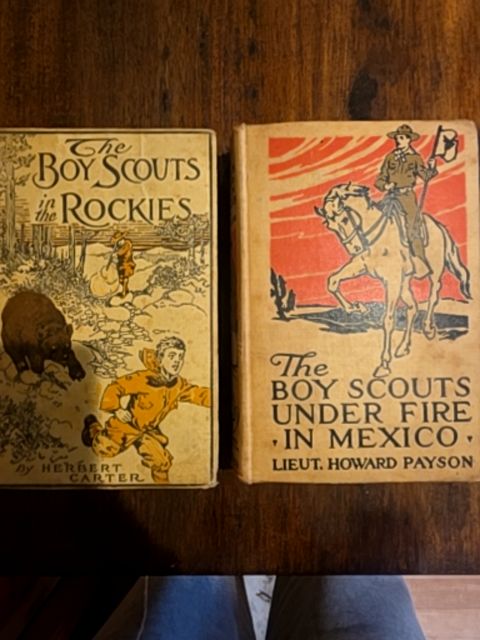 The
BOY SCOUTS
in the ROCKIES
By HERBERT
CARTER
The
BOY SCOUTS
UNDER FIRE
· IN MEXICO ·
LIEUT. HOWARD PAYSON